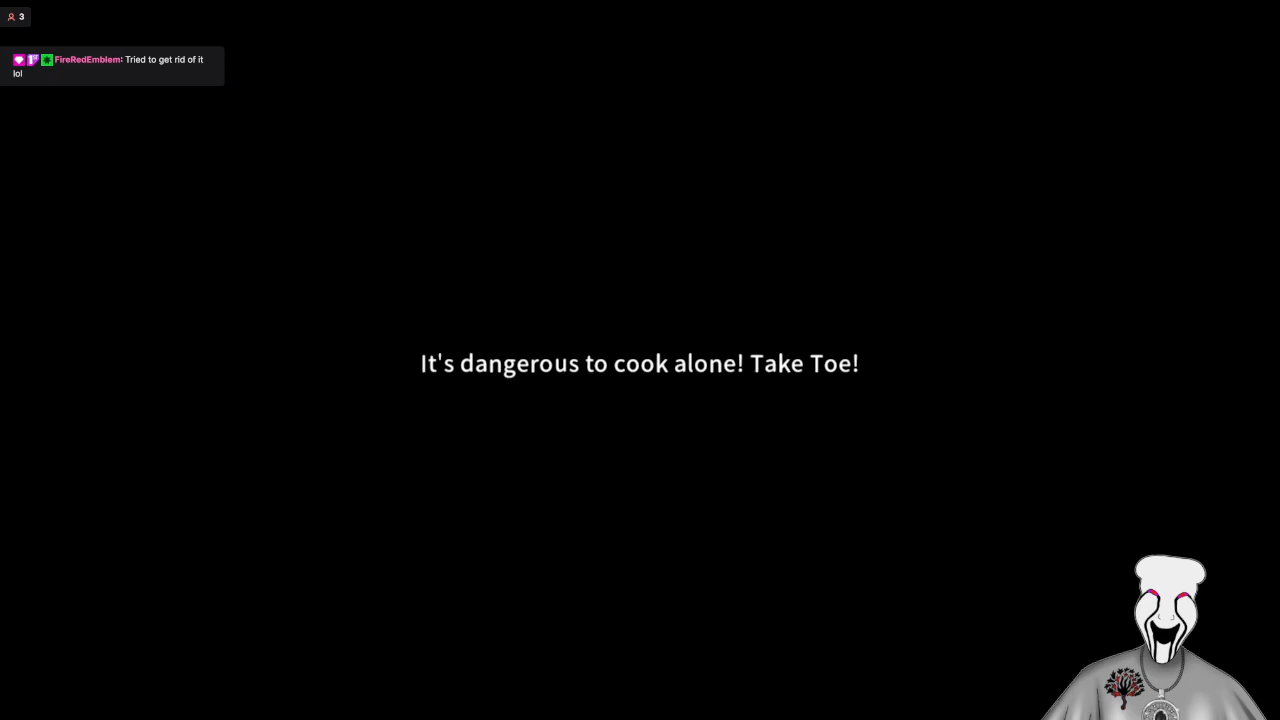 3
FireRedEmblem: Tried to get rid of it
lol
It's dangerous to cook alone! Take Toe!